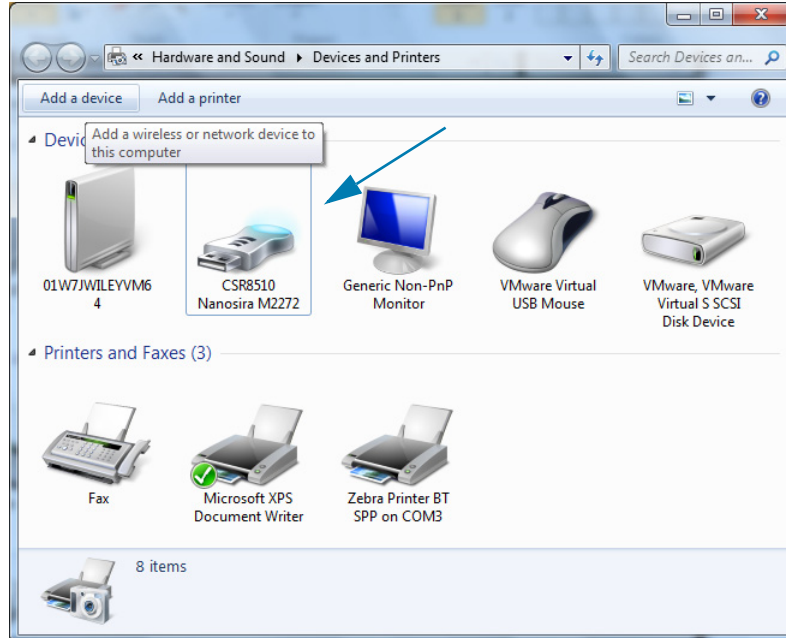 « Hardware and Sound ▸ Devices and Printers
Search Devices an...
Add a device
Add a printer
Devic
Add a wireless or network device to
this computer
01W7JWILEYVM6
4
CSR8510
Nanosira M2272
Generic Non-PnP
Monitor
VMware Virtual
USB Mouse
VMware, VMware
Virtual S SCSI
Disk Device
Printers and Faxes (3)
Fax
Microsoft XPS
Document Writer
Zebra Printer BT
SPP on COM3
8 items